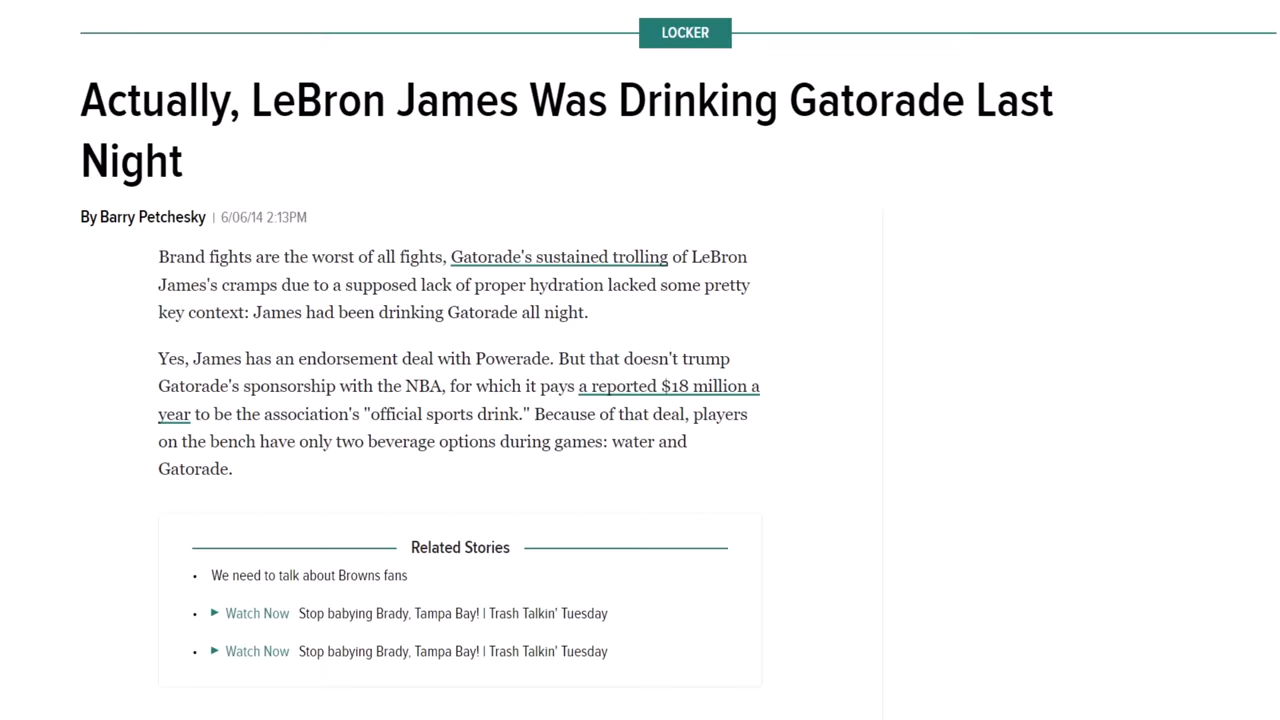 LOCKER
Actually, LeBron James Was Drinking Gatorade Last
Night
By Barry Petchesky | 6/06/14 2:13PM
Brand fights are the worst of all fights, Gatorade's sustained trolling of LeBron
James's cramps due to a supposed lack of proper hydration lacked some pretty
key context: James had been drinking Gatorade all night.
Yes, James has an endorsement deal with Powerade. But that doesn't trump
Gatorade's sponsorship with the NBA, for which it pays a reported $18 million a
year to be the association's "official sports drink." Because of that deal, players
on the bench have only two beverage options during games: water and
Gatorade.
Related Stories
• We need to talk about Browns fans
• ▶ Watch Now Stop babying Brady, Tampa Bay! | Trash Talkin' Tuesday
• ▶ Watch Now Stop babying Brady, Tampa Bay! | Trash Talkin' Tuesday